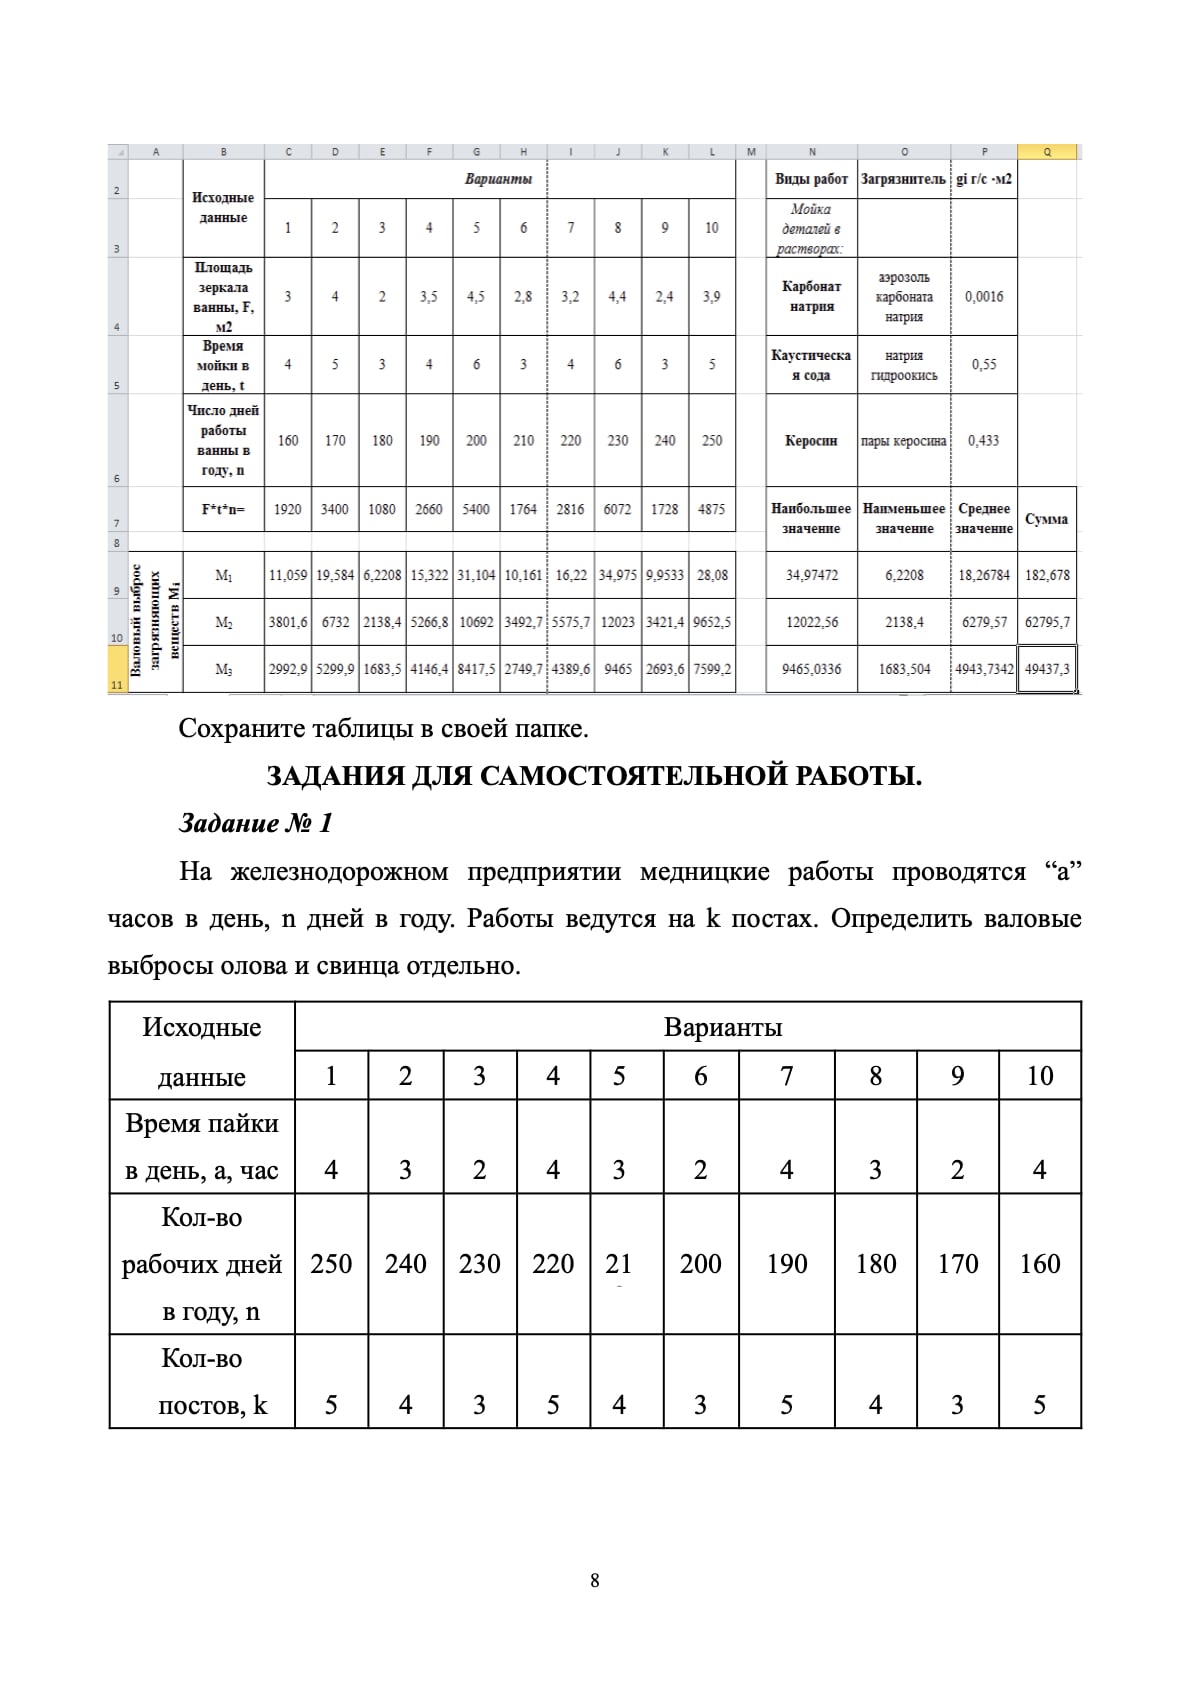 A B C D E F G H I J K L M N O P Q
2 Исходные данные Варианты Виды работ Загрязнитель gi г/с ·м2
3 1 2 3 4 5 6 7 8 9 10 Мойка деталей в растворах:
4 Площадь зеркала ванны, F, м2 3 4 2 3,5 4,5 2,8 3,2 4,4 2,4 3,9 Карбонат натрия аэрозоль карбоната натрия 0,0016
5 Время мойки в день, t 4 5 3 4 6 3 4 6 3 5 Каустическа я сода натрия гидроокись 0,55
6 Число дней работы ванны в году, n 160 170 180 190 200 210 220 230 240 250 Керосин пары керосина 0,433
7 F*t*n= 1920 3400 1080 2660 5400 1764 2816 6072 1728 4875 Наибольшее значение Наименьшее значение Среднее значение Сумма
8
Валовый выброс загрязняющих веществ Mi
9 M1 11,059 19,584 6,2208 15,322 31,104 10,161 16,22 34,975 9,9533 28,08 34,97472 6,2208 18,26784 182,678
10 M2 3801,6 6732 2138,4 5266,8 10692 3492,7 5575,7 12023 3421,4 9652,5 12022,56 2138,4 6279,57 62795,7
11 M3 2992,9 5299,9 1683,5 4146,4 8417,5 2749,7 4389,6 9465 2693,6 7599,2 9465,0336 1683,504 4943,7342 49437,3
Сохраните таблицы в своей папке.
ЗАДАНИЯ ДЛЯ САМОСТОЯТЕЛЬНОЙ РАБОТЫ.
Задание № 1
На железнодорожном предприятии медницкие работы проводятся “а”
часов в день, n дней в году. Работы ведутся на k постах. Определить валовые
выбросы олова и свинца отдельно.
Исходные данные Варианты
1 2 3 4 5 6 7 8 9 10
Время пайки
в день, а, час 4 3 2 4 3 2 4 3 2 4
Кол-во
рабочих дней 250 240 230 220 21 200 190 180 170 160
в году, n
Кол-во
постов, k 5 4 3 5 4 3 5 4 3 5
8